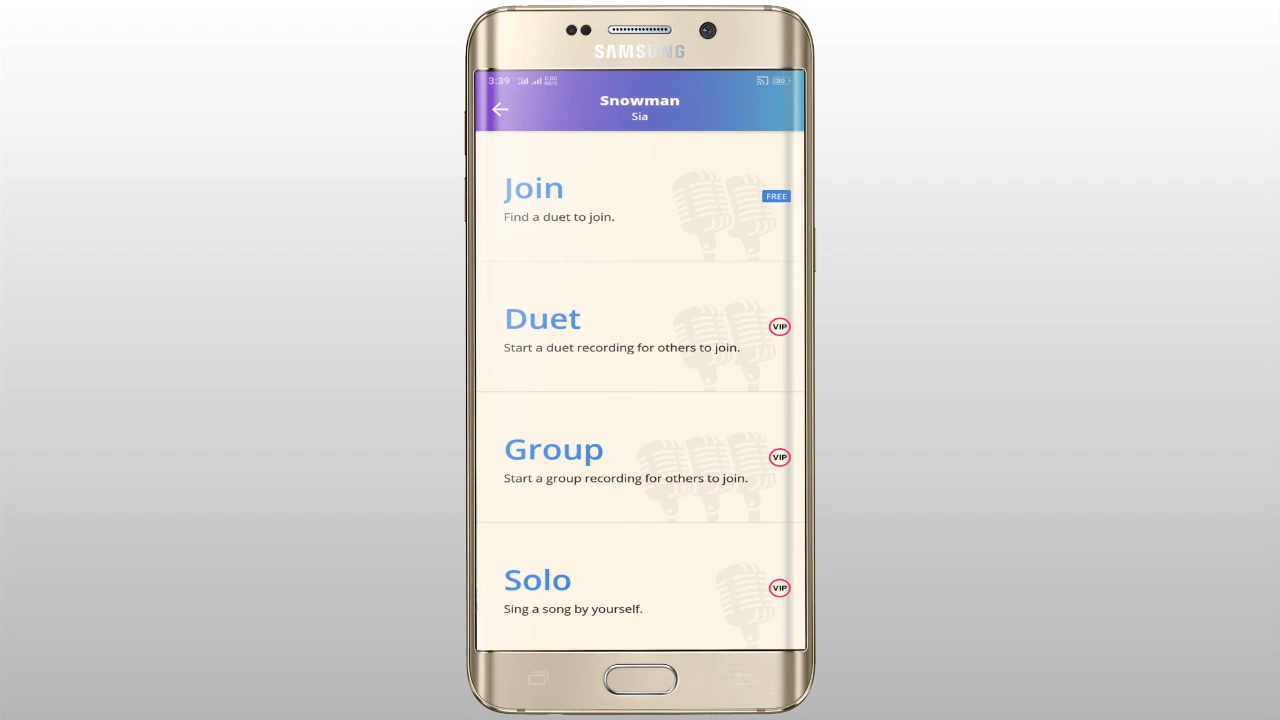 SAMSUNG
3:39
30
Snowman
Sia
Join
FREE
Find a duet to join.
Duet
VIP
Start a duet recording for others to join.
Group
VIP
Start a group recording for others to join.
Solo
VIP
Sing a song by yourself.